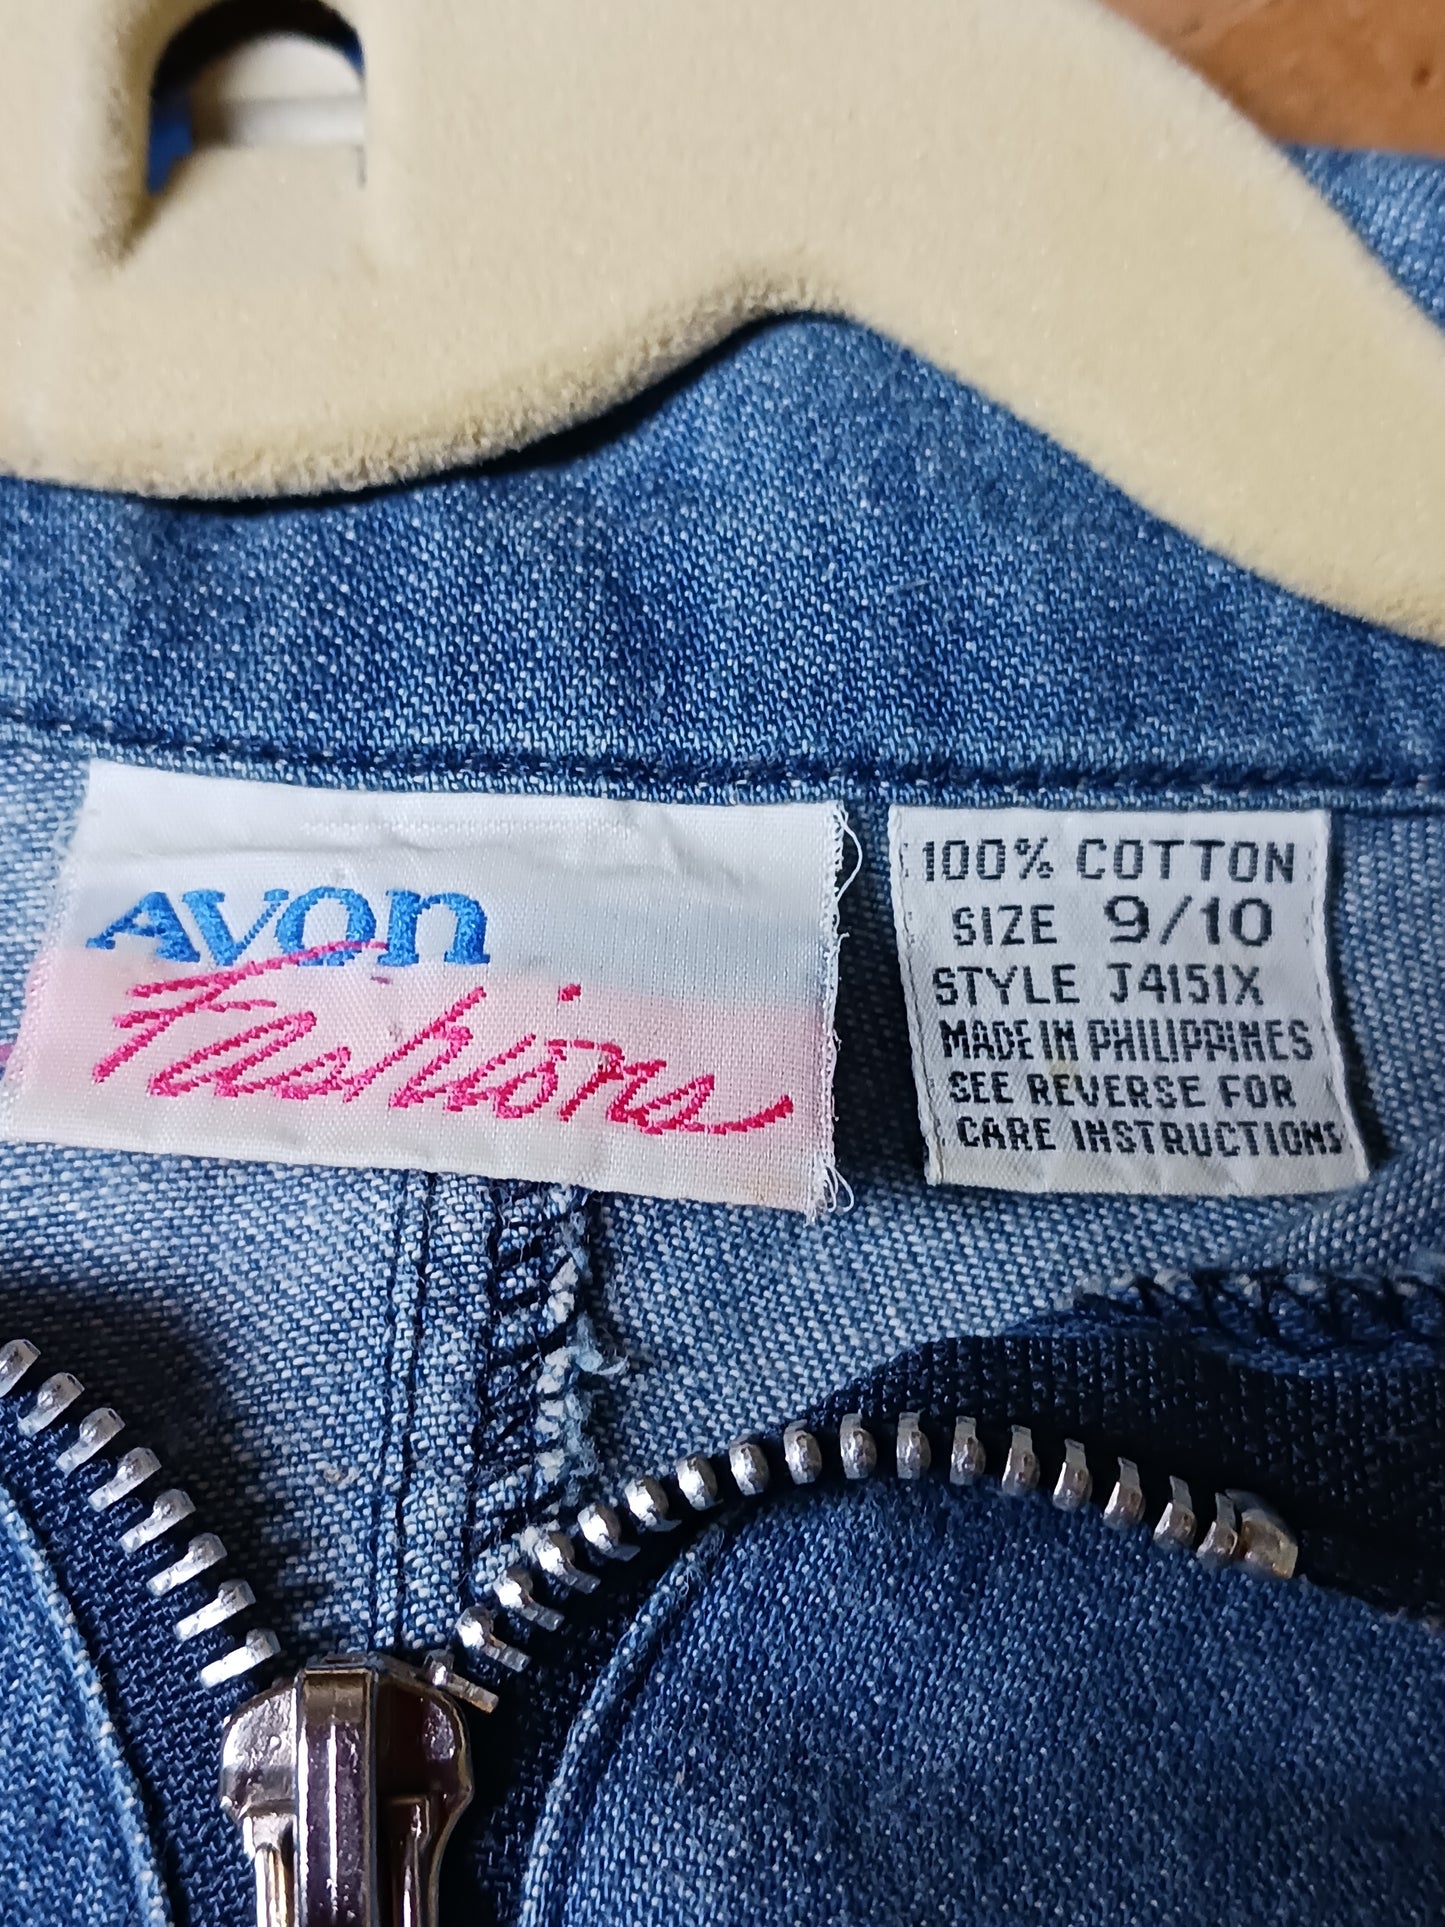 AVON
Fashions
100% COTTON
SIZE 9/10
STYLE J4151X
MADE IN PHILIPPINES
SEE REVERSE FOR
CARE INSTRUCTIONS